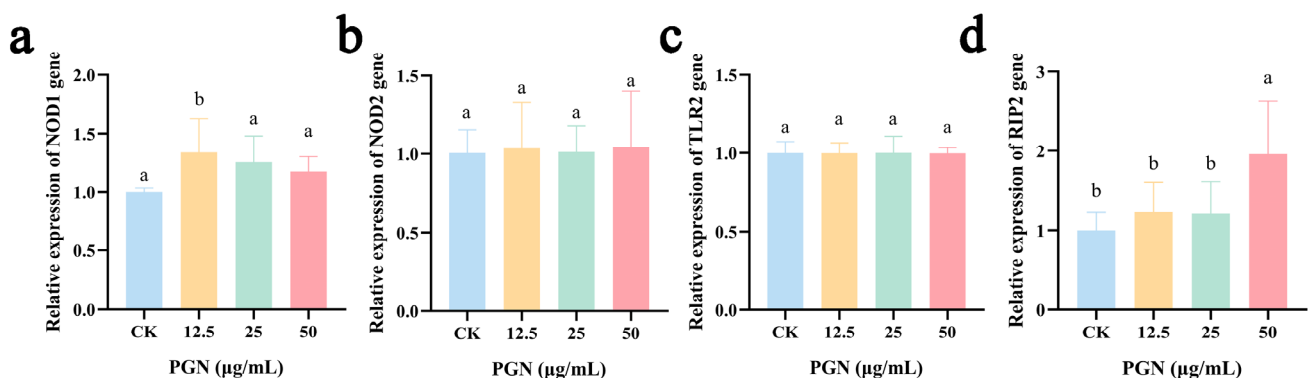 a
Relative expression of NOD1 gene
2.0
1.5
1.0
0.5
0.0
a
b
a
a
CK 12.5 25 50
PGN (μg/mL)
b
Relative expression of NOD2 gene
1.5
1.0
0.5
0.0
a
a
a
a
CK 12.5 25 50
PGN (μg/mL)
c
Relative expression of TLR2 gene
1.5
1.0
0.5
0.0
a
a
a
a
CK 12.5 25 50
PGN (μg/mL)
d
Relative expression of RIP2 gene
3
2
1
0
b
b
b
a
CK 12.5 25 50
PGN (μg/mL)